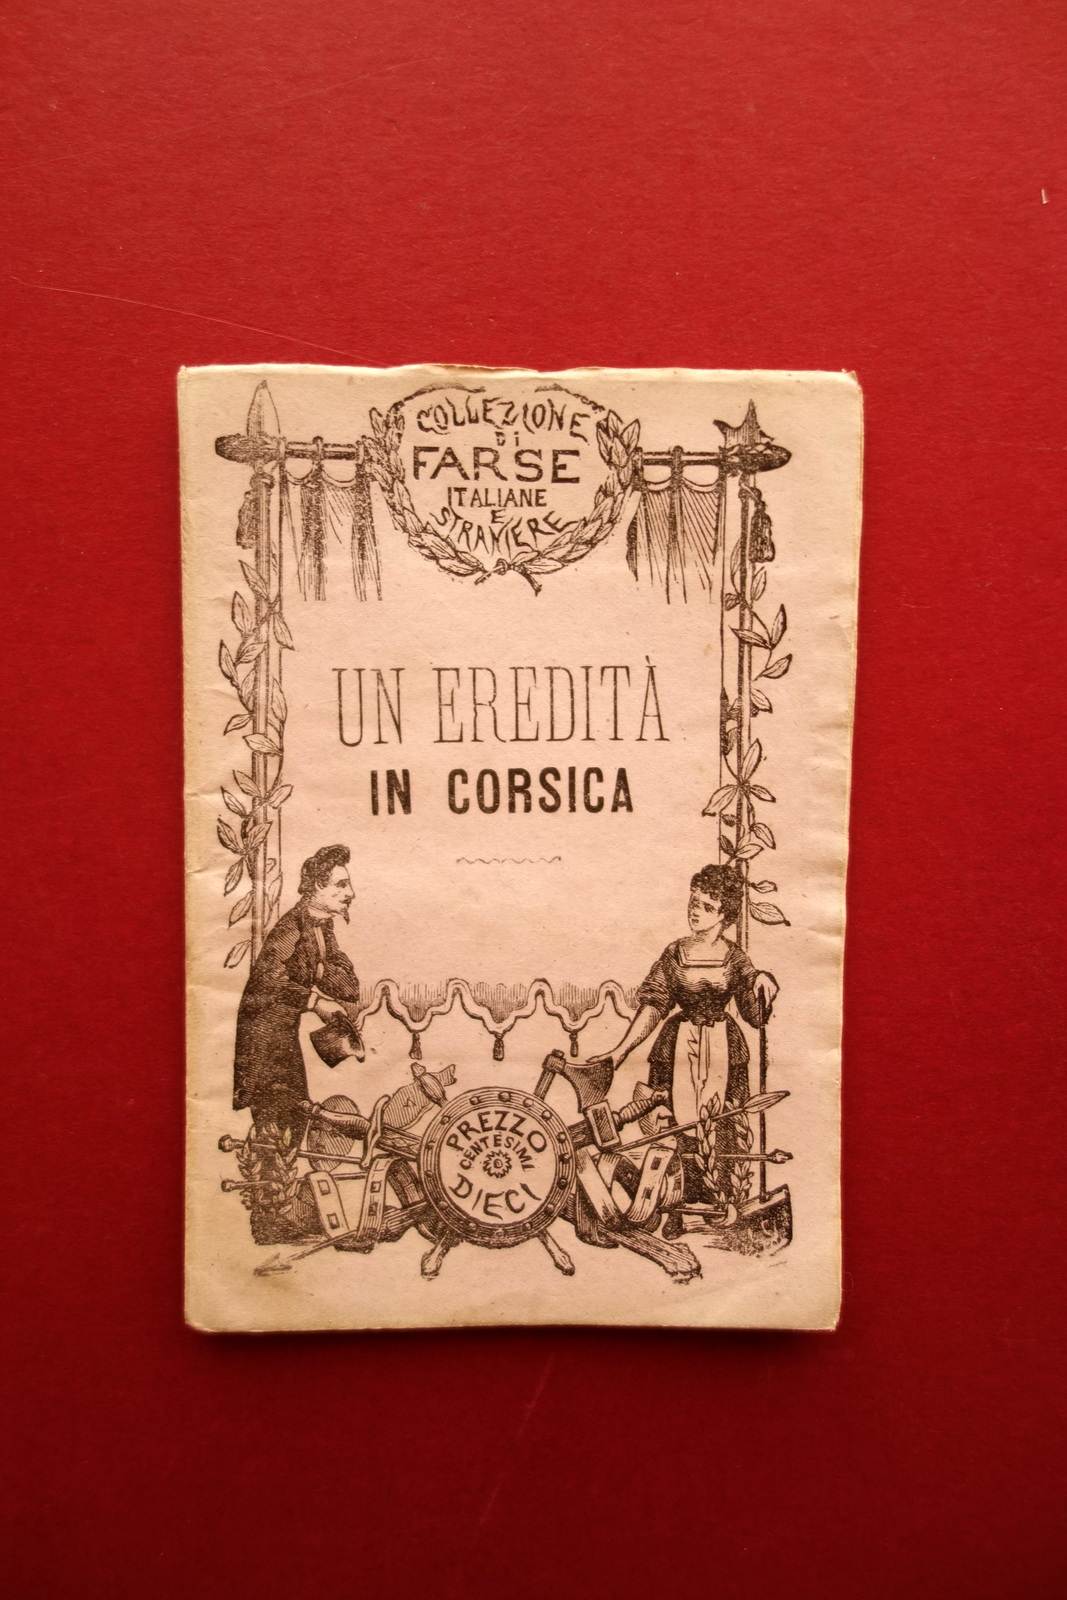 COLLEZIONE
DI
FARSE
ITALIANE
E
STRANIERE
UN EREDITÀ
IN CORSICA
PREZZO
CENTESIMI
DIECI